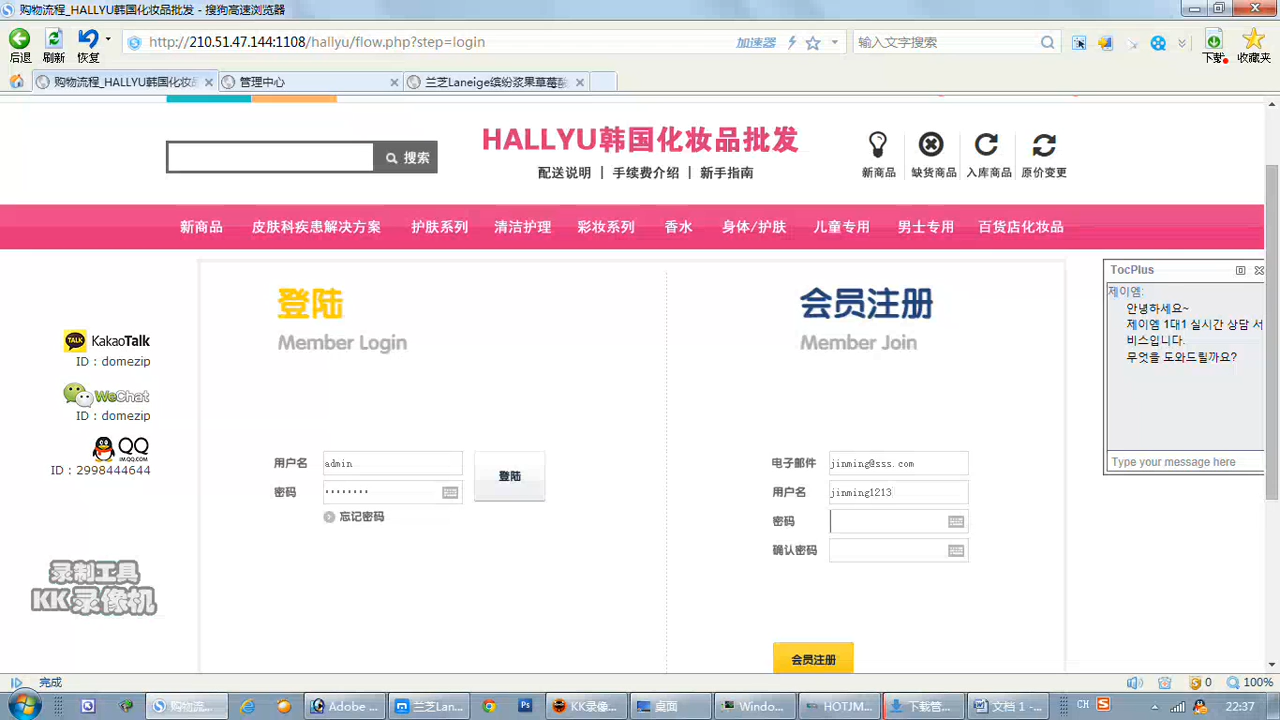 购物流程_HALLYU韩国化妆品批发 - 搜狗高速浏览器
后退
刷新
恢复
http://210.51.47.144:1108/hallyu/flow.php?step=login
加速器
输入文字搜索
下载
收藏夹
购物流程_HALLYU韩国化妆
管理中心
兰芝Laneige缤纷浆果草莓
搜索
HALLYU韩国化妆品批发
配送说明 | 手续费介绍 | 新手指南
新商品
缺货商品
入库商品
原价变更
新商品 皮肤科疾患解决方案 护肤系列 清洁护理 彩妆系列 香水 身体/护肤 儿童专用 男士专用 百货店化妆品
TALK KakaoTalk
ID : domezip
WeChat
ID : domezip
QQ
IM.QQ.COM
ID : 2998444644
登陆
Member Login
用户名 admin
密码 ········
登陆
忘记密码
会员注册
Member Join
电子邮件 jinming@sss.com
用户名 jinming1213
密码
确认密码
会员注册
TocPlus
제이엠:
안녕하세요~
제이엠 1대1 실시간 상담 서
비스입니다.
무엇을 도와드릴까요?
Type your message here
录制工具
KK录像机
完成
0
100%
购物流...
Adobe ...
兰芝Lan...
Ps
KK录像...
桌面
Window...
HOTJM...
下载管...
文档 1 -...
CH
22:37